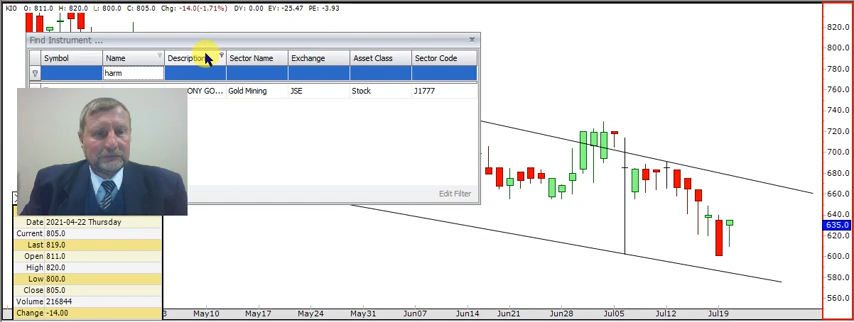 KIO O: 811.0 H: 820.0 L: 800.0 C: 805.0 Chg: -14.0(-1.71%) DY: 0.00 EY: -25.47 PE: -3.93
Find Instrument ...
Symbol Name Description Sector Name Exchange Asset Class Sector Code
harm
ONY GO... Gold Mining JSE Stock J1777
Edit Filter
Date 2021-04-22 Thursday
Current 805.0
Last 819.0
Open 811.0
High 820.0
Low 800.0
Close 805.0
Volume 216844
Change -14.00
820.0
800.0
780.0
760.0
740.0
720.0
700.0
680.0
660.0
640.0
635.0
620.0
600.0
580.0
560.0
3 May10 May17 May24 May31 Jun07 Jun14 Jun21 Jun28 Jul05 Jul12 Jul19